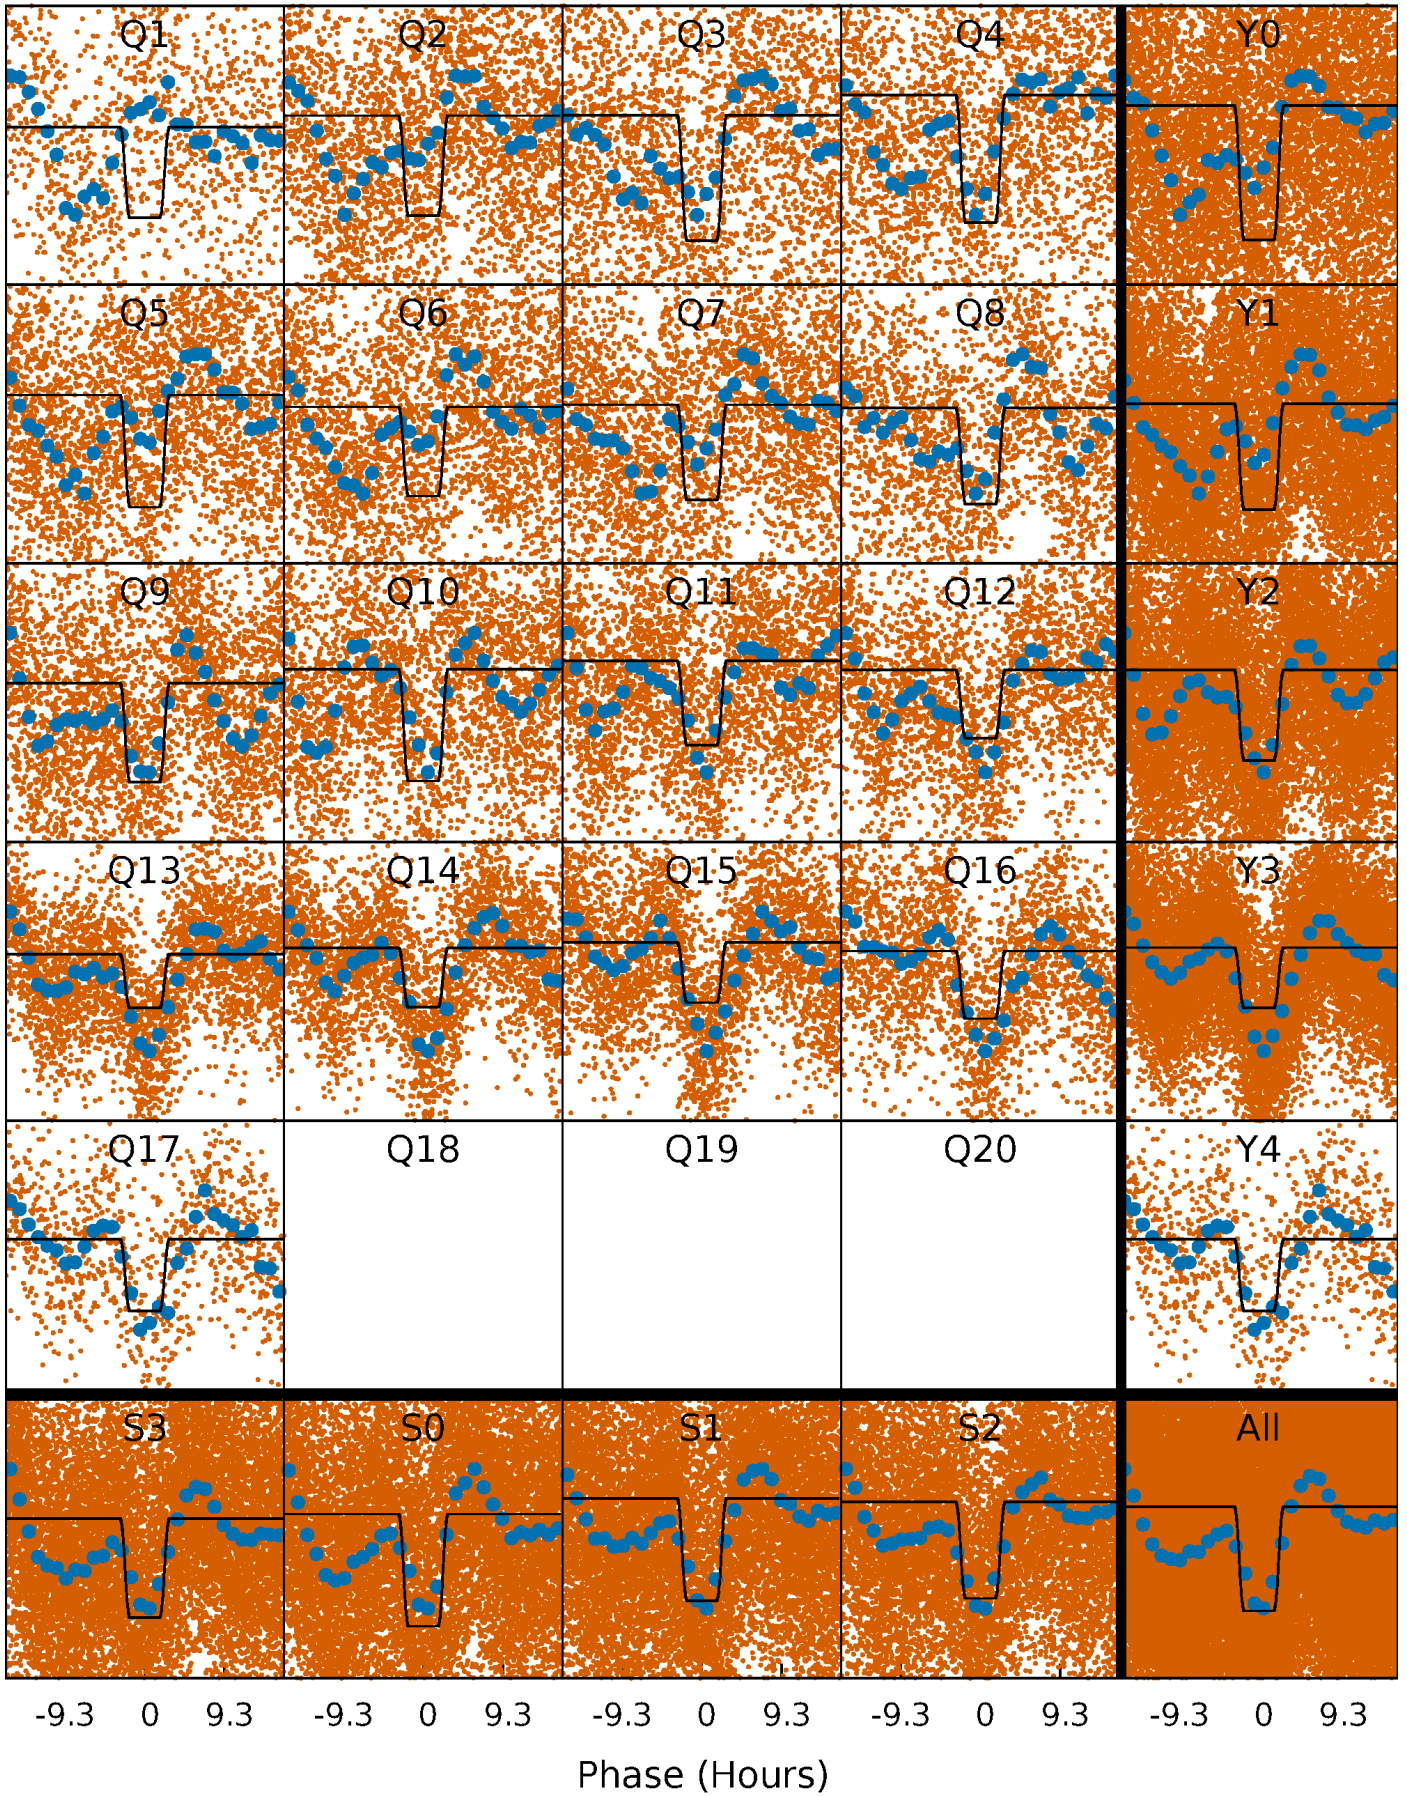 Q1 Q2 Q3 Q4 Y0
Q5 Q6 Q7 Q8 Y1
Q9 Q10 Q11 Q12 Y2
Q13 Q14 Q15 Q16 Y3
Q17 Q18 Q19 Q20 Y4
S3 S0 S1 S2 All
-9.3 0 9.3 -9.3 0 9.3 -9.3 0 9.3 -9.3 0 9.3 -9.3 0 9.3
Phase (Hours)